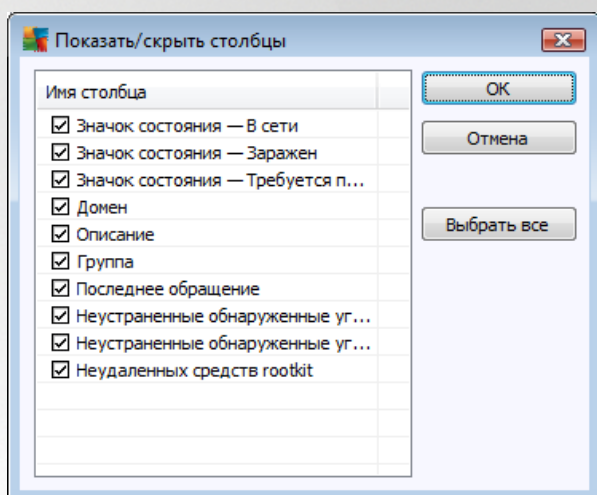 Показать/скрыть столбцы
Имя столбца
Значок состояния — В сети
Значок состояния — Заражен
Значок состояния — Требуется п...
Домен
Описание
Группа
Последнее обращение
Неустраненные обнаруженные уг...
Неустраненные обнаруженные уг...
Неудаленных средств rootkit
ОК
Отмена
Выбрать все